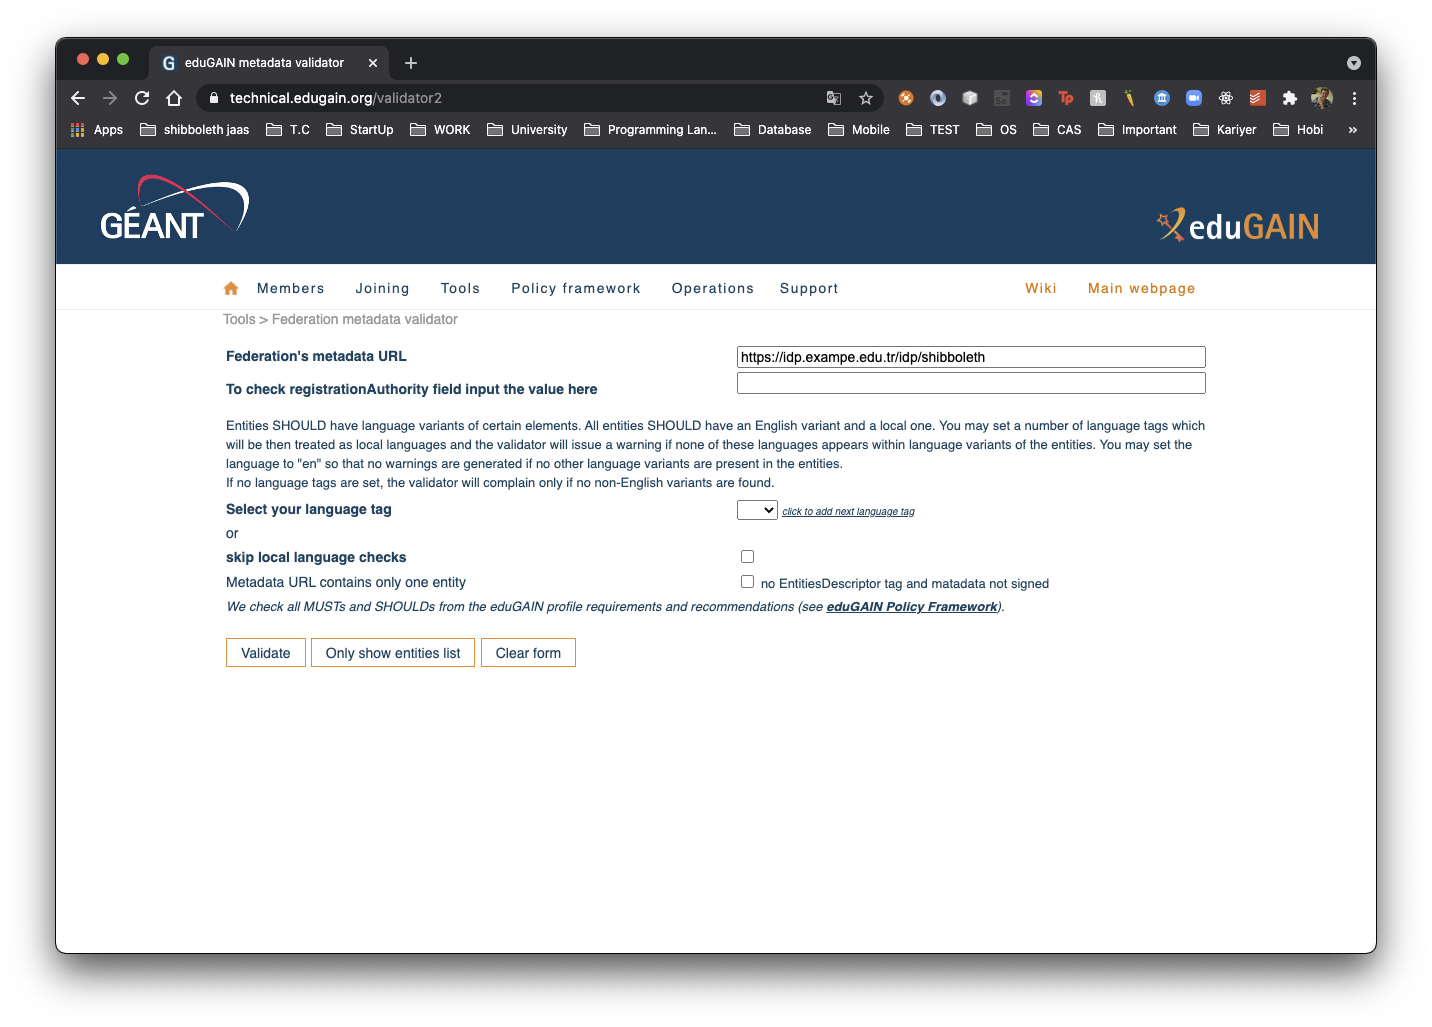 eduGAIN metadata validator
technical.edugain.org/validator2
Apps shibboleth jaas T.C StartUp WORK University Programming Lan... Database Mobile TEST OS CAS Important Kariyer Hobi »
GÉANT
eduGAIN
Members Joining Tools Policy framework Operations Support Wiki Main webpage
Tools > Federation metadata validator
Federation's metadata URL https://idp.exampe.edu.tr/idp/shibboleth
To check registrationAuthority field input the value here
Entities SHOULD have language variants of certain elements. All entities SHOULD have an English variant and a local one. You may set a number of language tags which
will be then treated as local languages and the validator will issue a warning if none of these languages appears within language variants of the entities. You may set the
language to "en" so that no warnings are generated if no other language variants are present in the entities.
If no language tags are set, the validator will complain only if no non-English variants are found.
Select your language tag click to add next language tag
or
skip local language checks
Metadata URL contains only one entity no EntitiesDescriptor tag and matadata not signed
We check all MUSTs and SHOULDs from the eduGAIN profile requirements and recommendations (see eduGAIN Policy Framework).
Validate Only show entities list Clear form